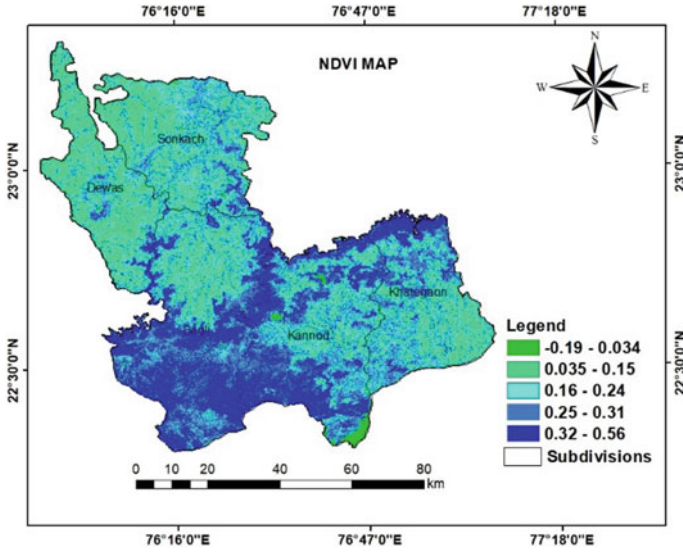 76°16'0"E 76°47'0"E 77°18'0"E
NDVI MAP
N
W E
S
23°0'0"N 23°0'0"N
Sonkach
Dewas
Khategaon
Kannod
22°30'0"N 22°30'0"N
Legend
-0.19 - 0.034
0.035 - 0.15
0.16 - 0.24
0.25 - 0.31
0.32 - 0.56
Subdivisions
0 10 20 40 60 80
km
76°16'0"E 76°47'0"E 77°18'0"E